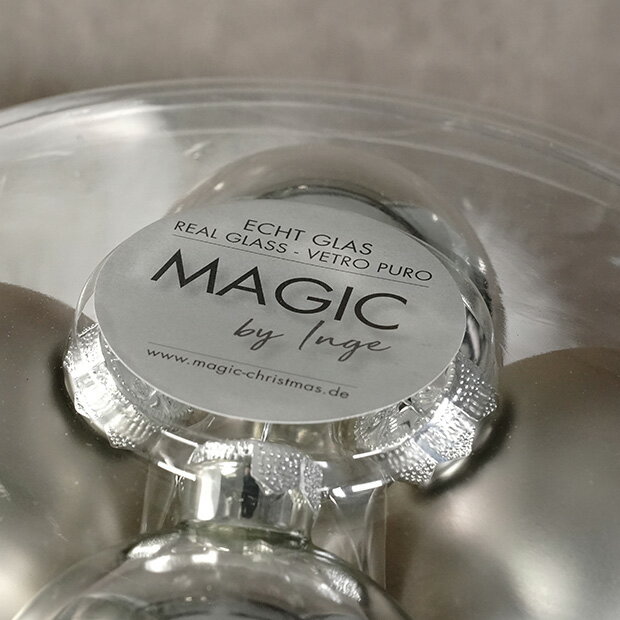 ECHT GLAS
REAL GLASS - VETRO PURO
MAGIC
by Inge
www.magic-christmas.de